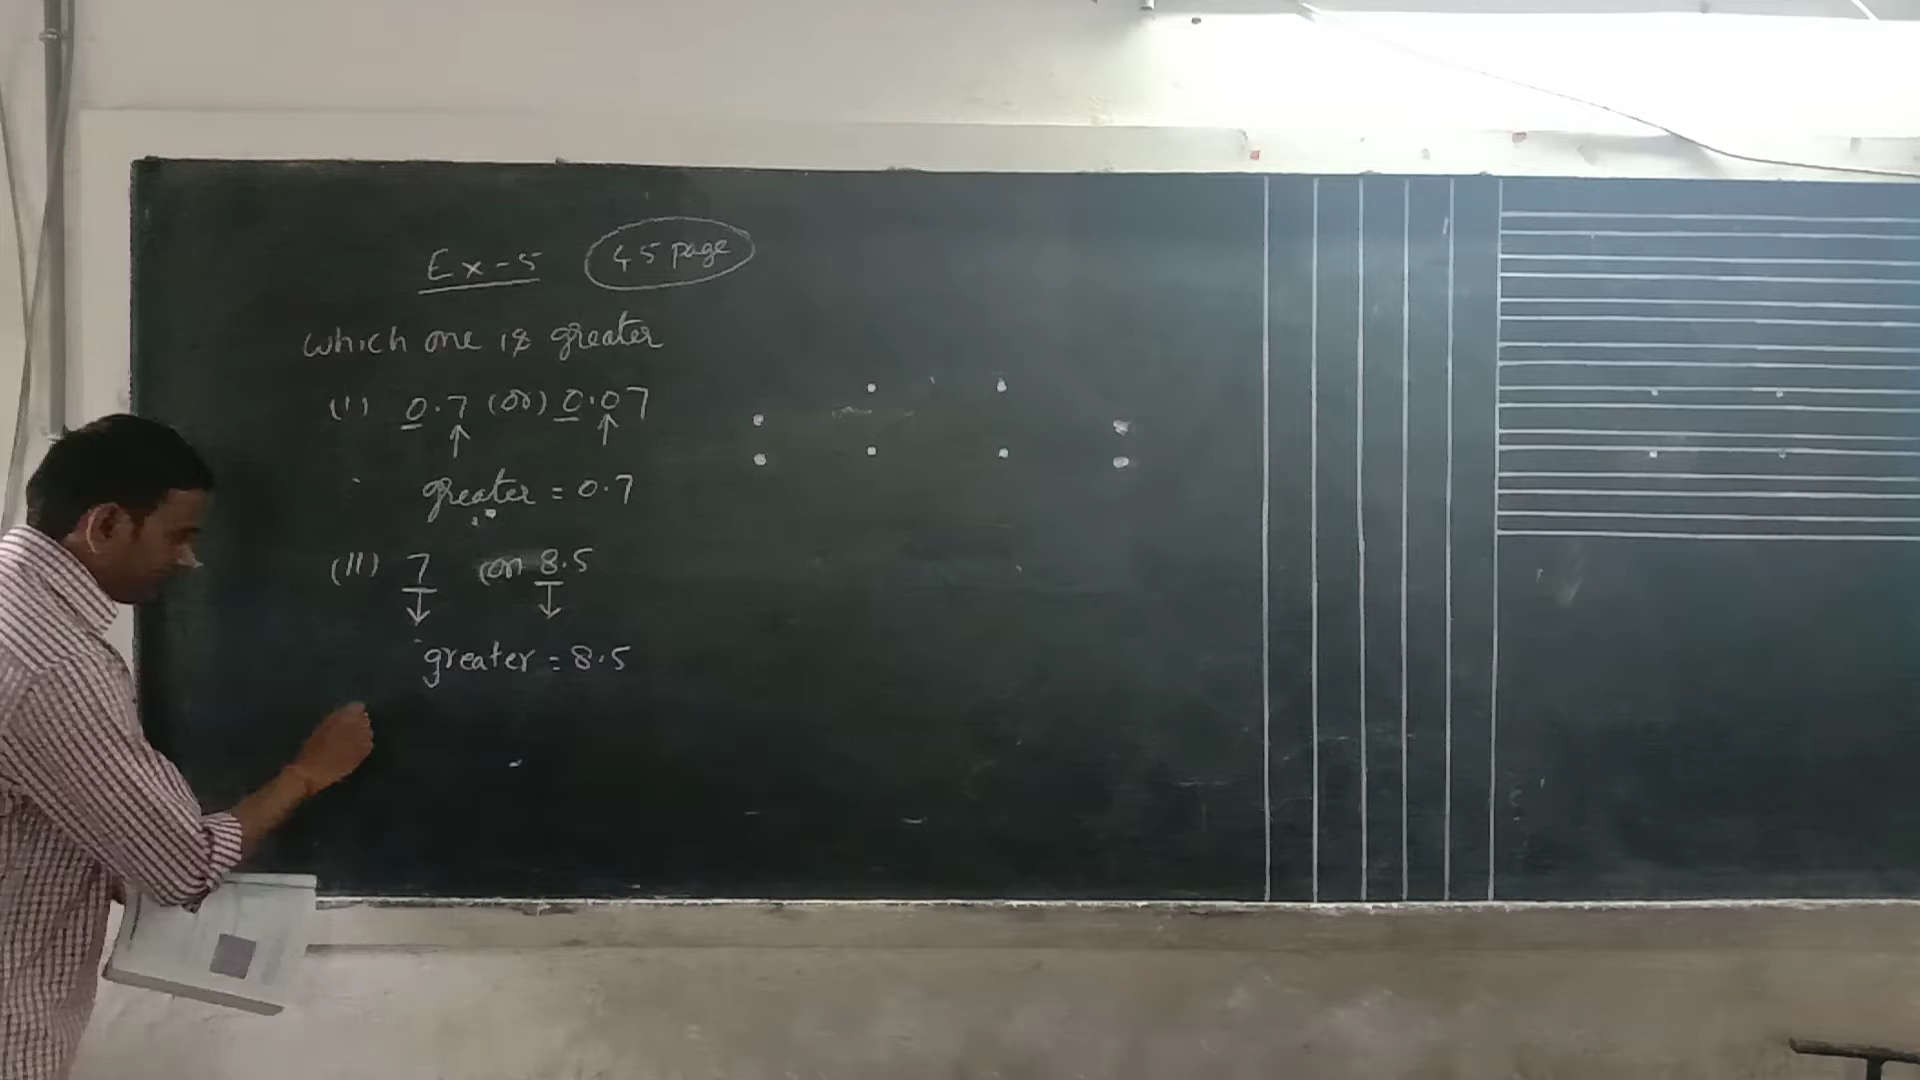 Ex-5 45 page
Which one is greater
(i) 0.7 (or) 0.07
greater = 0.7
(ii) 7 (or) 8.5
greater = 8.5